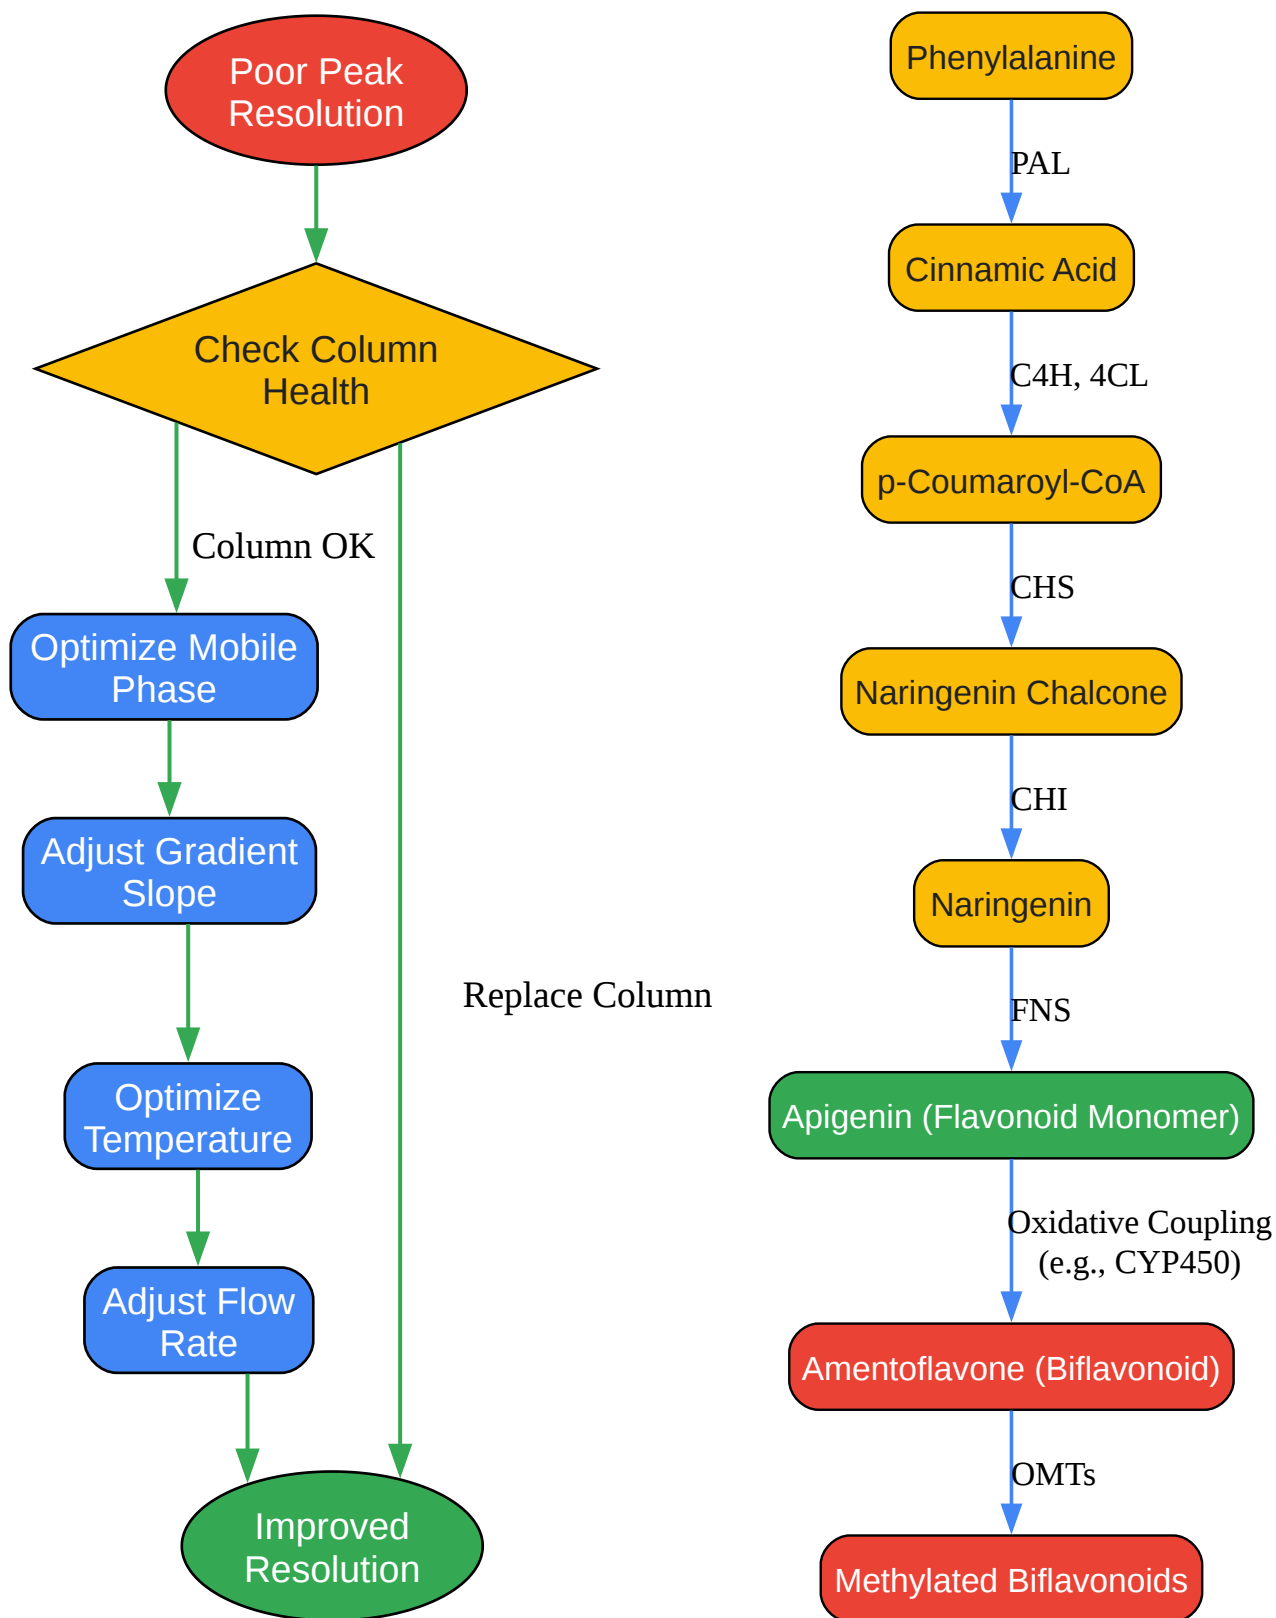 Poor Peak
Resolution
Check Column
Health
Column OK
Optimize Mobile
Phase
Adjust Gradient
Slope
Replace Column
Optimize
Temperature
Adjust Flow
Rate
Improved
Resolution
Phenylalanine
PAL
Cinnamic Acid
C4H, 4CL
p-Coumaroyl-CoA
CHS
Naringenin Chalcone
CHI
Naringenin
FNS
Apigenin (Flavonoid Monomer)
Oxidative Coupling
(e.g., CYP450)
Amentoflavone (Biflavonoid)
OMTs
Methylated Biflavonoids